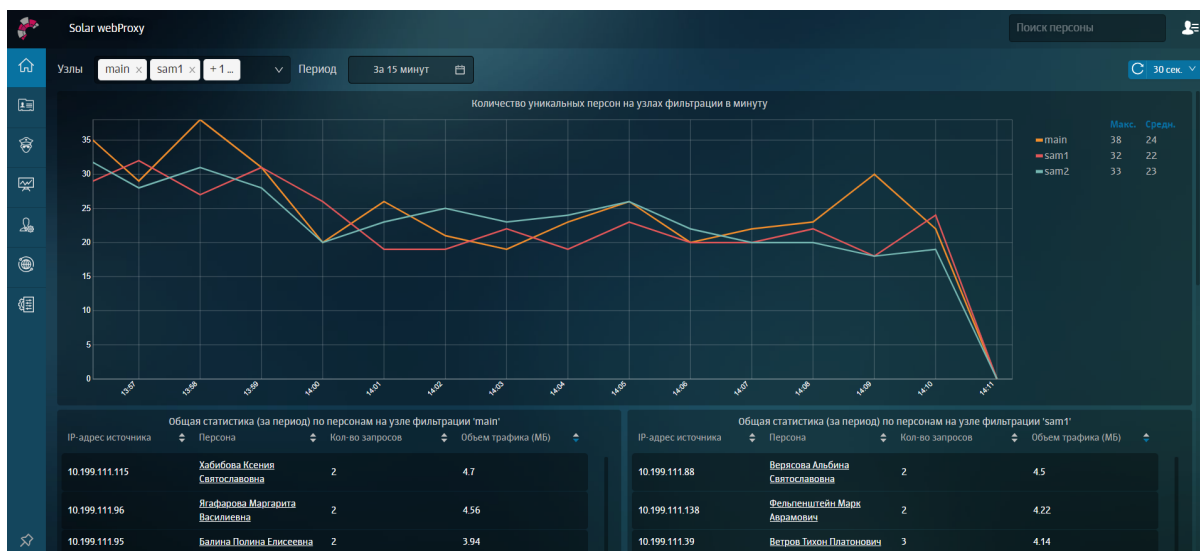 Solar webProxy
Поиск персоны
Узлы main × sam1 × + 1 ... Период За 15 минут 30 сек.
Количество уникальных персон на узлах фильтрации в минуту
Макс. Средн.
main 38 24
sam1 32 22
sam2 33 23
35
30
25
20
15
10
5
0
13:57 13:58 13:59 14:00 14:01 14:02 14:03 14:04 14:05 14:06 14:07 14:08 14:09 14:10 14:11
Общая статистика (за период) по персонам на узле фильтрации 'main'
IP-адрес источника Персона Кол-во запросов Объем трафика (МБ)
10.199.111.115 Хабибова Ксения Святославовна 2 4.7
10.199.111.96 Ягафарова Маргарита Василиевна 2 4.56
10.199.111.95 Балина Полина Елисеевна 2 3.94
Общая статистика (за период) по персонам на узле фильтрации 'sam1'
IP-адрес источника Персона Кол-во запросов Объем трафика (МБ)
10.199.111.88 Верясова Альбина Святославовна 2 4.5
10.199.111.138 Фельпенштейн Марк Аврамович 2 4.22
10.199.111.39 Ветров Тихон Платонович 3 4.14